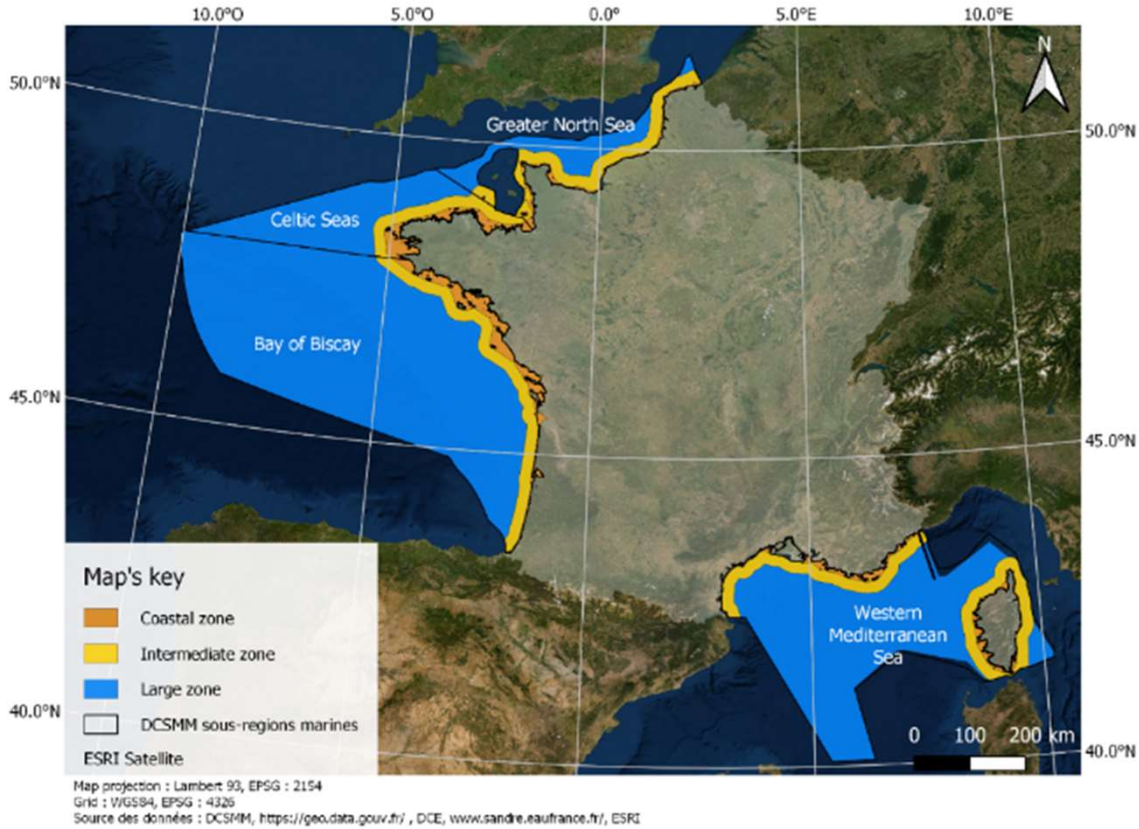 10.0°W 5.0°W 0.0°E 5.0°E 10.0°E
N
50.0°N
50.0°N
Greater North Sea
Celtic Seas
Bay of Biscay
45.0°N
45.0°N
Western
Mediterranean
Sea
Map's key
Coastal zone
Intermediate zone
Large zone
DCSMM sous-regions marines
ESRI Satellite
40.0°N
0 100 200 km
40.0°N
Map projection : Lambert 93, EPSG : 2154
Grid : WGS84, EPSG : 4326
Source des données : DCSMM, https://geo.data.gouv.fr/ , DCE, www.sandre.eaufrance.fr/, ESRI